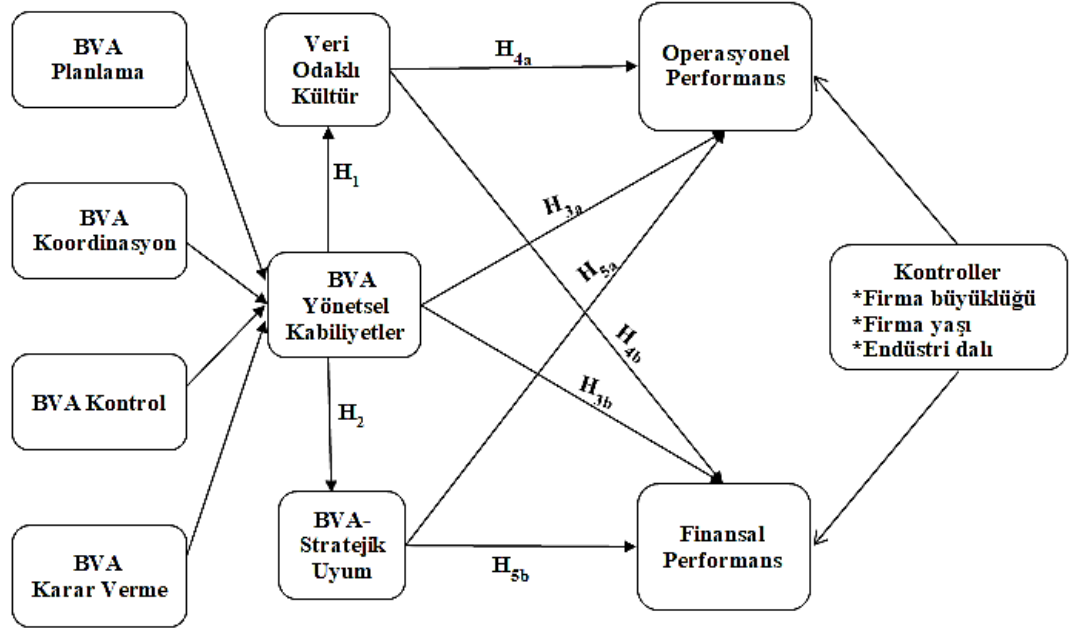 BVA
Planlama
BVA
Koordinasyon
BVA Kontrol
BVA
Karar Verme
Veri
Odaklı
Kültür
H1
BVA
Yönetsel
Kabiliyetler
H2
BVA-
Stratejik
Uyum
H4a
H3a
H5a
H4b
H3b
H5b
Operasyonel
Performans
Finansal
Performans
Kontroller
*Firma büyüklüğü
*Firma yaşı
*Endüstri dalı